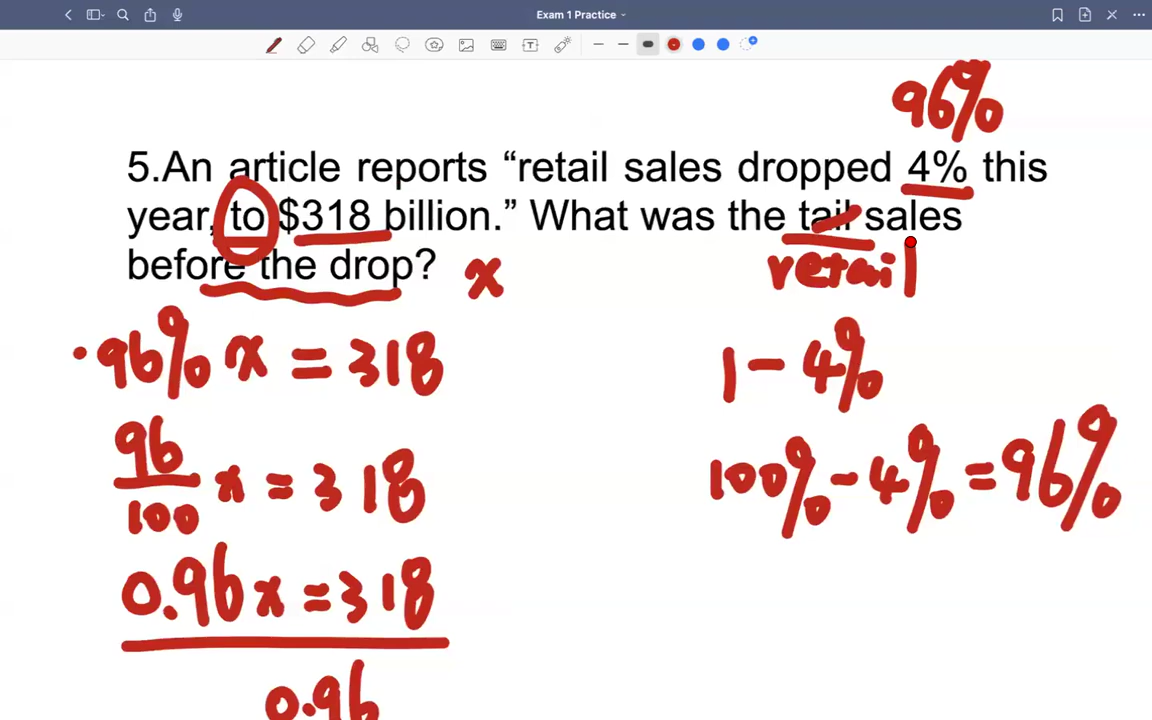 Exam 1 Practice
96%
5.An article reports “retail sales dropped 4% this
year, to $318 billion.” What was the tail sales
before the drop? x
retail
·96% x = 318
1 - 4%
96/100 x = 318
100% - 4% = 96%
0.96x = 318
0.96